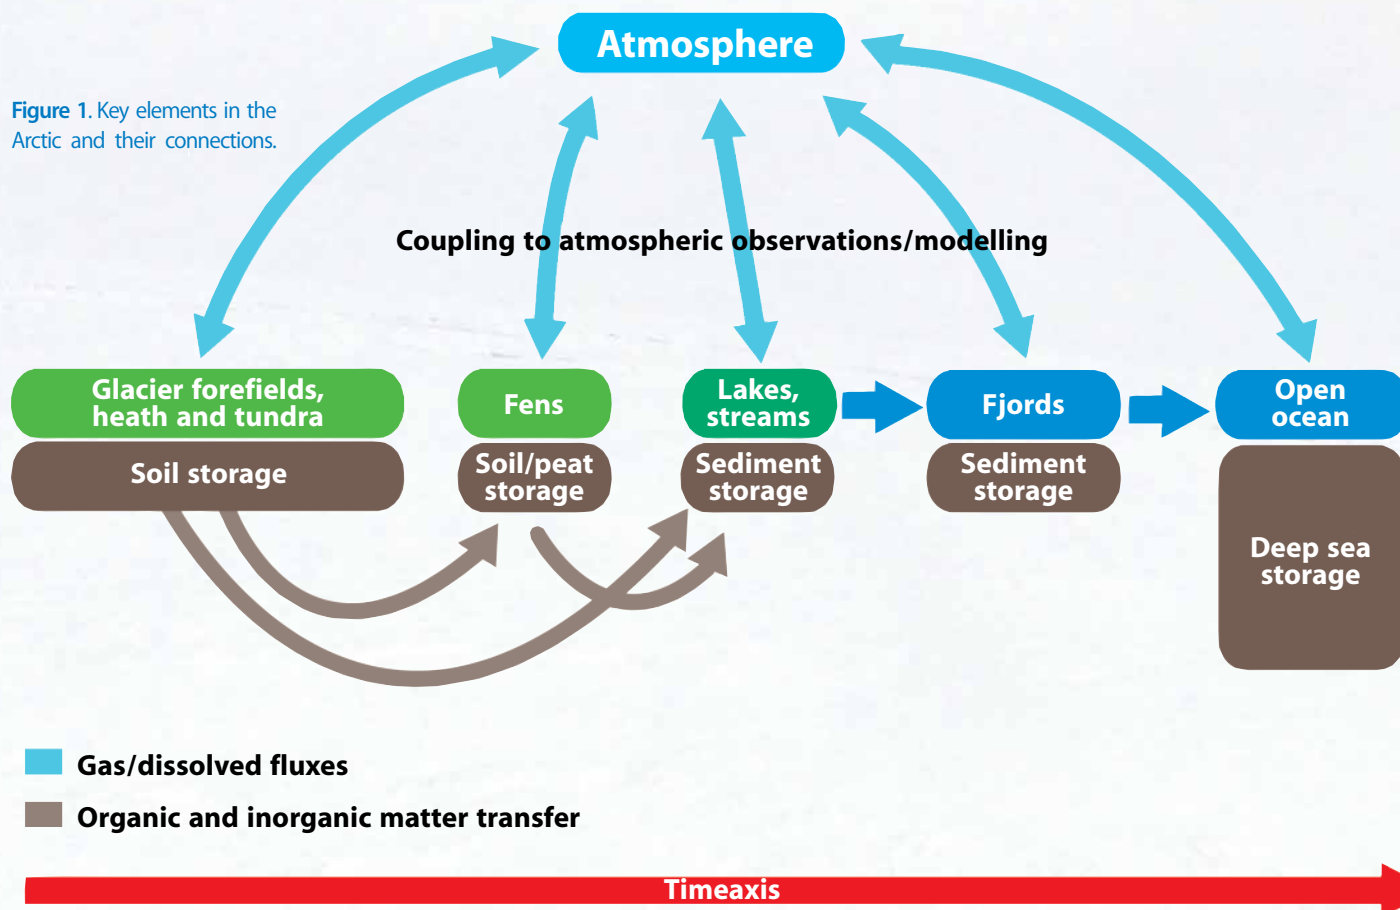 Atmosphere
Figure 1. Key elements in the
Arctic and their connections.
Coupling to atmospheric observations/modelling
Glacier forefields,
heath and tundra
Soil storage
Fens
Soil/peat
storage
Lakes,
streams
Sediment
storage
Fjords
Sediment
storage
Open
ocean
Deep sea
storage
Gas/dissolved fluxes
Organic and inorganic matter transfer
Timeaxis